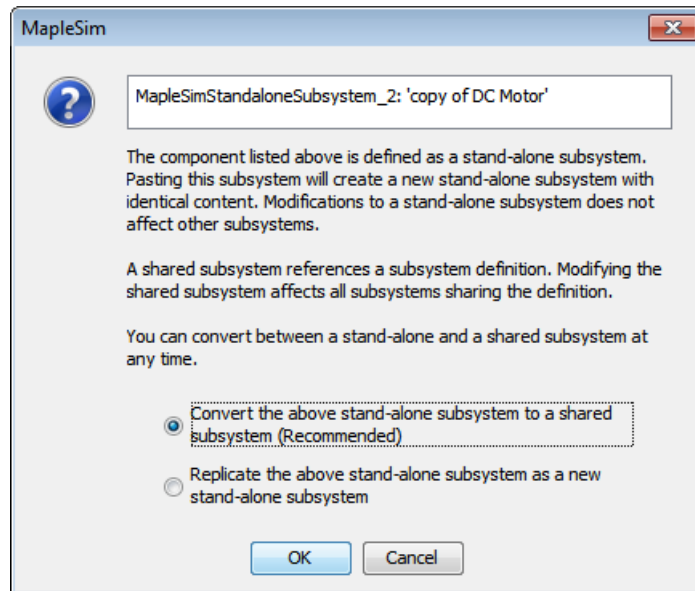 MapleSim
MapleSimStandaloneSubsystem_2: 'copy of DC Motor'
The component listed above is defined as a stand-alone subsystem.
Pasting this subsystem will create a new stand-alone subsystem with
identical content. Modifications to a stand-alone subsystem does not
affect other subsystems.
A shared subsystem references a subsystem definition. Modifying the
shared subsystem affects all subsystems sharing the definition.
You can convert between a stand-alone and a shared subsystem at
any time.
Convert the above stand-alone subsystem to a shared
subsystem (Recommended)
Replicate the above stand-alone subsystem as a new
stand-alone subsystem
OK
Cancel